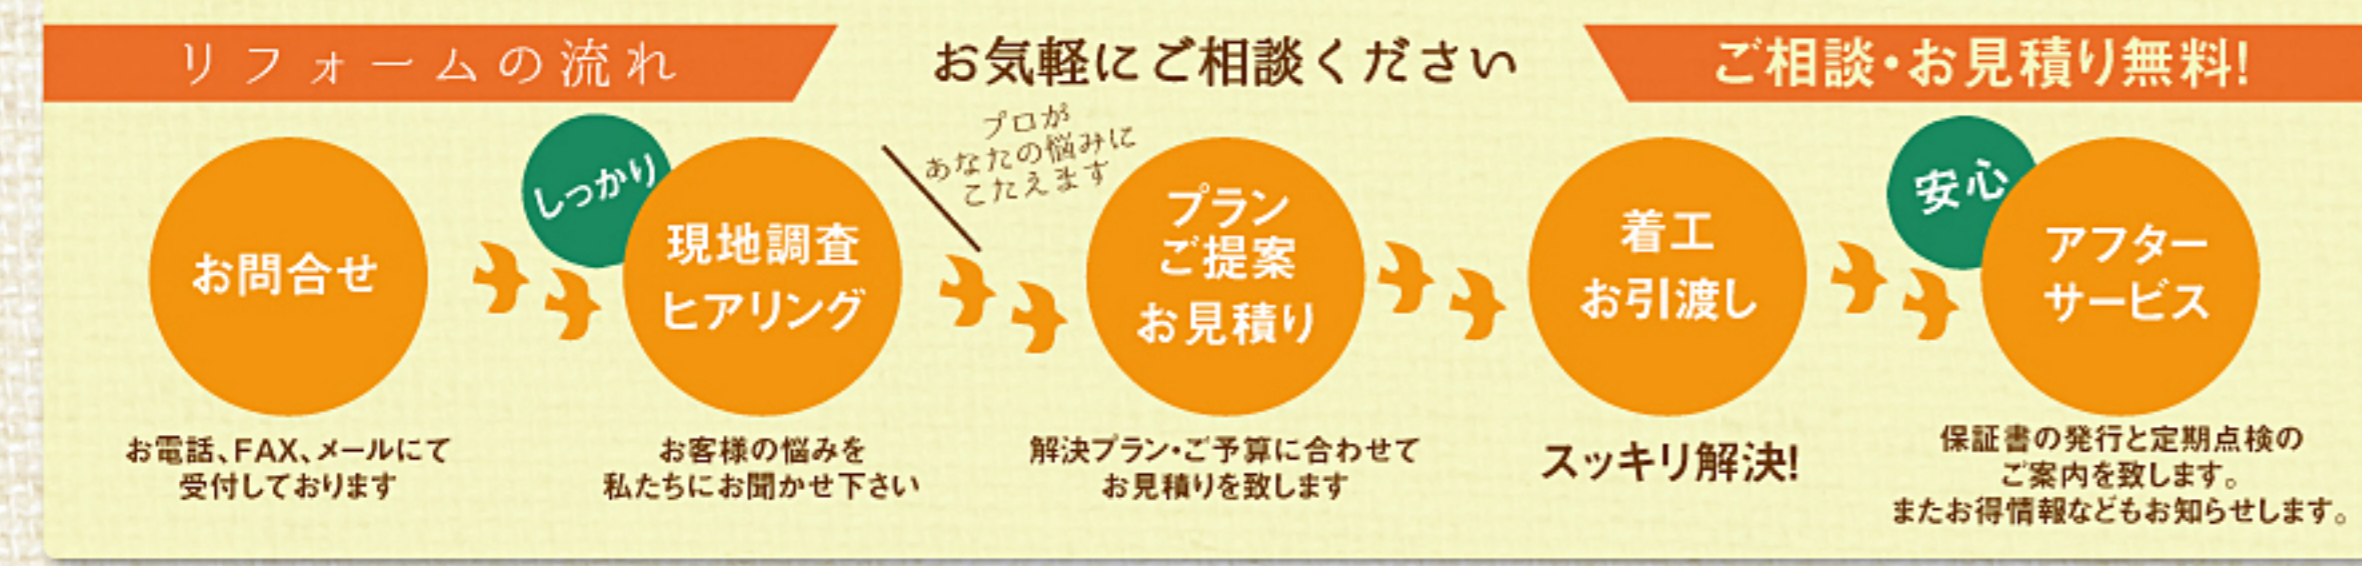 リフォームの流れ
お気軽にご相談ください
ご相談・お見積り無料!
お問合せ
お電話、FAX、メールにて
受付しております
しっかり
現地調査
ヒアリング
お客様の悩みを
私たちにお聞かせ下さい
プロが
あなたの悩みに
こたえます
プラン
ご提案
お見積り
解決プラン・ご予算に合わせて
お見積りを致します
着工
お引渡し
スッキリ解決!
安心
アフター
サービス
保証書の発行と定期点検の
ご案内を致します。
またお得情報などもお知らせします。